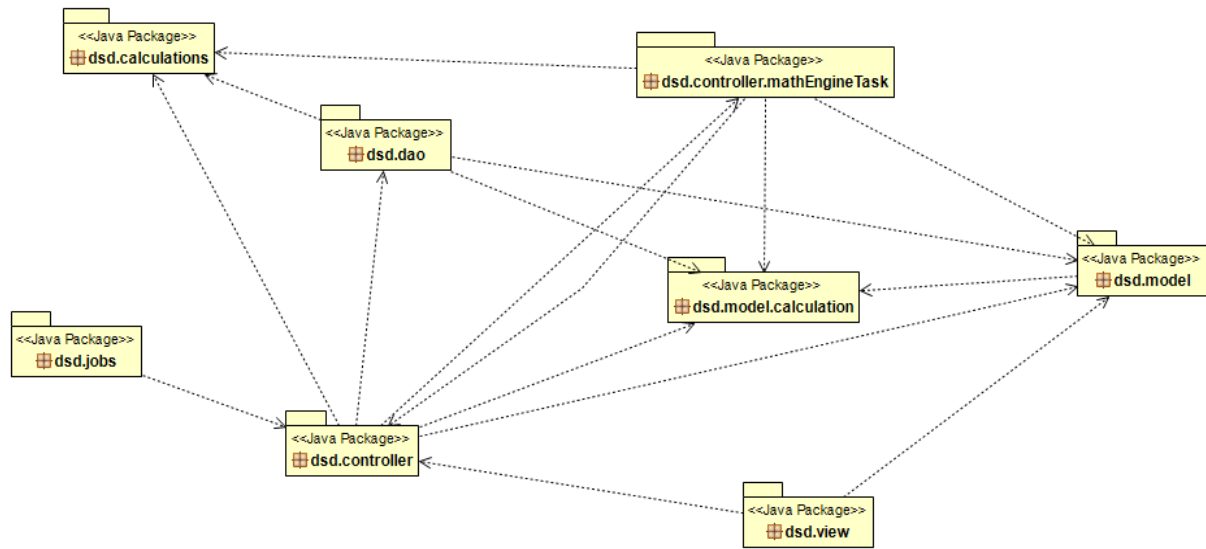 <<Java Package>>
dsd.calculations
<<Java Package>>
dsd.controller.mathEngineTask
<<Java Package>>
dsd.dao
<<Java Package>>
dsd.model
<<Java Package>>
dsd.model.calculation
<<Java Package>>
dsd.jobs
<<Java Package>>
dsd.controller
<<Java Package>>
dsd.view